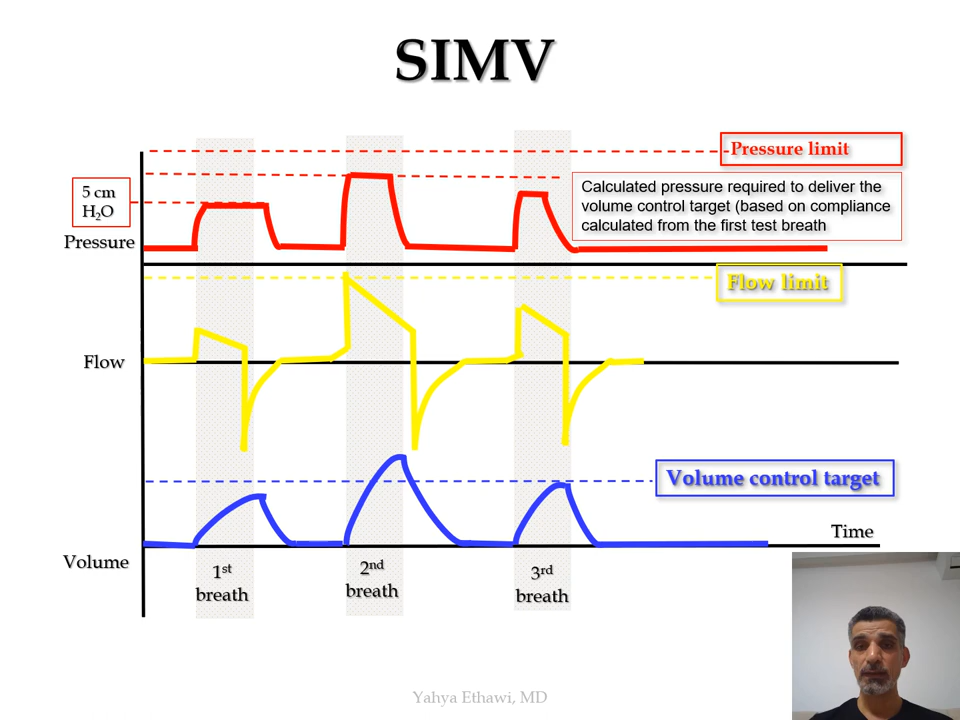 SIMV
Pressure limit
5 cm
H₂O
Calculated pressure required to deliver the
volume control target (based on compliance
calculated from the first test breath
Pressure
Flow limit
Flow
Volume control target
Time
Volume
1st
breath
2nd
breath
3rd
breath
Yahya Ethawi, MD